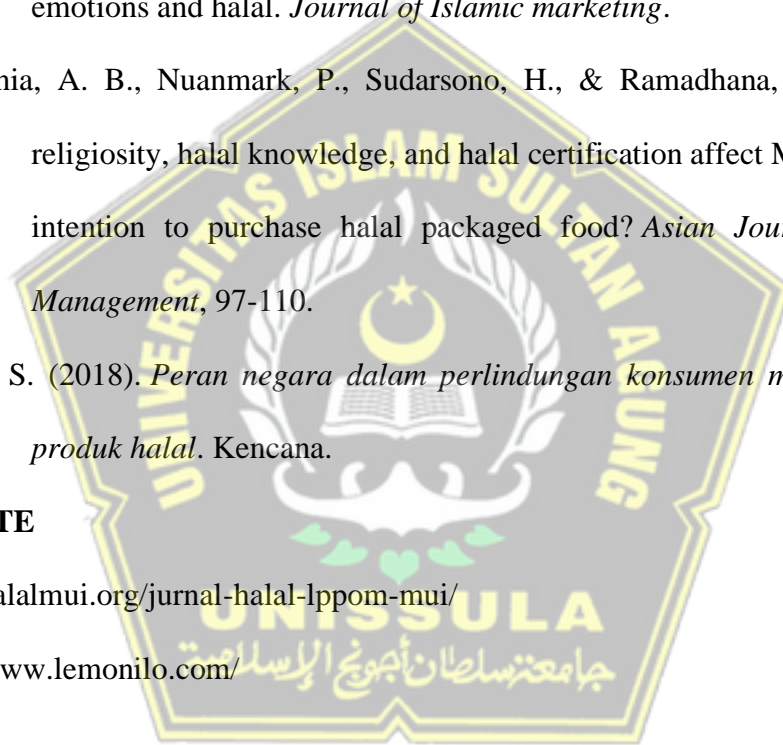 emotions and halal. Journal of Islamic marketing.
nia, A. B., Nuanmark, P., Sudarsono, H., & Ramadhana,
religiosity, halal knowledge, and halal certification affect M
intention to purchase halal packaged food? Asian Jour
Management, 97-110.
S. (2018). Peran negara dalam perlindungan konsumen m
produk halal. Kencana.
TE
alalmui.org/jurnal-halal-lppom-mui/
ww.lemonilo.com/
UNIVERSITAS ISLAM SULTAN AGUNG
UNISSULA
جامعة سلطان أجونج الإسلامية